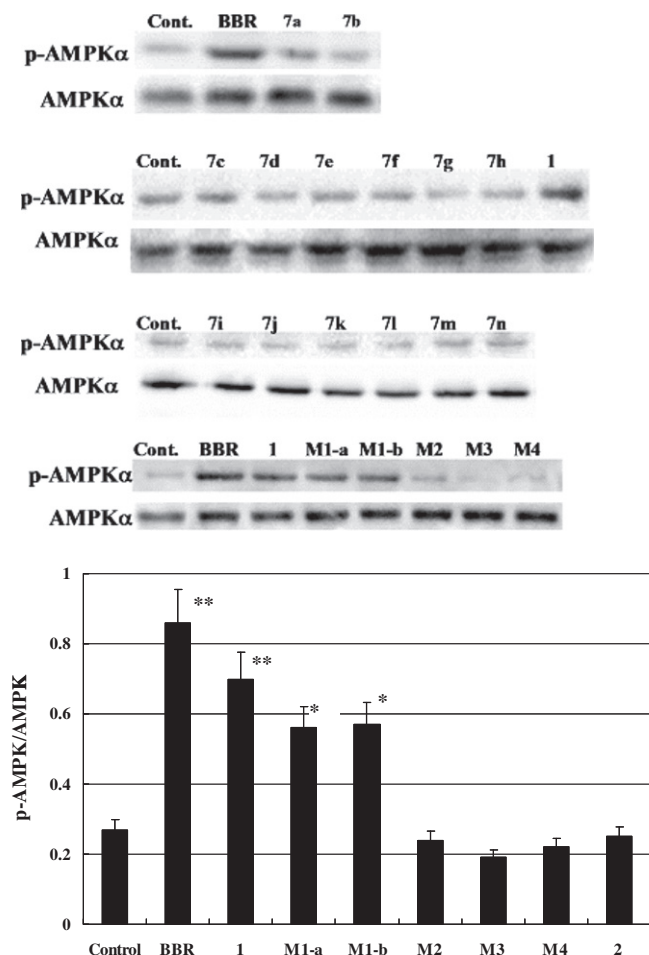 Cont. BBR 7a 7b
p-AMPKα
AMPKα
Cont. 7c 7d 7e 7f 7g 7h 1
p-AMPKα
AMPKα
Cont. 7i 7j 7k 7l 7m 7n
p-AMPKα
AMPKα
Cont. BBR 1 M1-a M1-b M2 M3 M4
p-AMPKα
AMPKα
1
**
0.8
**
0.6
*
*
p-AMPK/AMPK
0.4
0.2
0
Control BBR 1 M1-a M1-b M2 M3 M4 2